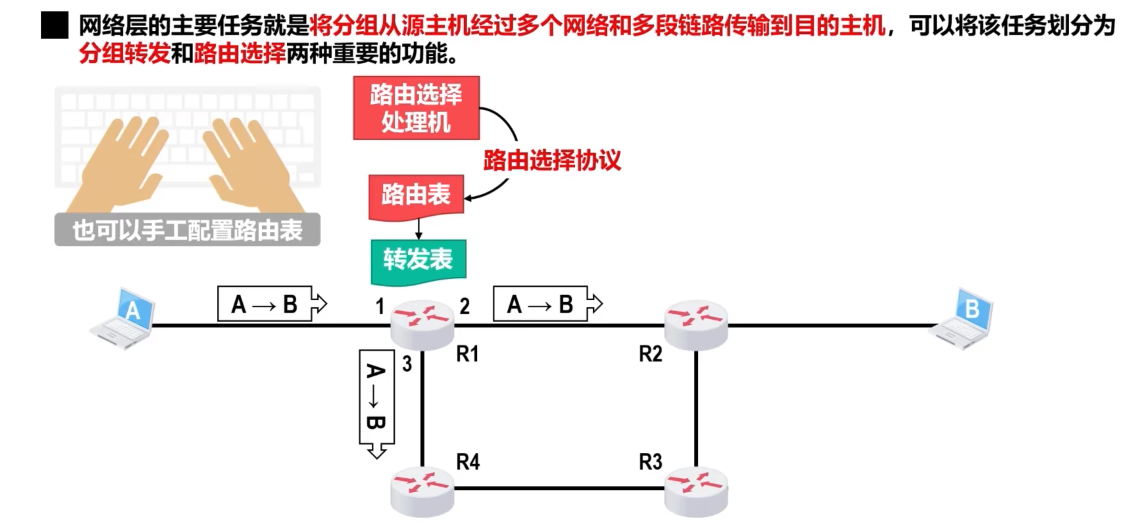 网络层的主要任务就是将分组从源主机经过多个网络和多段链路传输到目的主机，可以将该任务划分为
分组转发和路由选择两种重要的功能。
路由选择
处理机
路由选择协议
路由表
也可以手工配置路由表
转发表
A
A → B
1
2
A → B
B
R1
R2
3
A → B
R4
R3